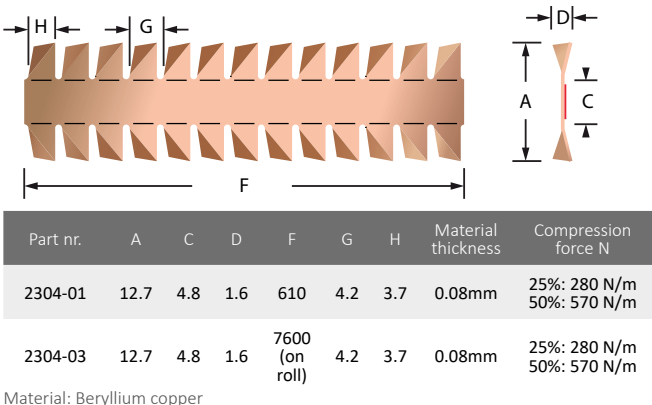 H G D
A C
F
Part nr. A C D F G H Material thickness Compression force N
2304-01 12.7 4.8 1.6 610 4.2 3.7 0.08mm 25%: 280 N/m 50%: 570 N/m
2304-03 12.7 4.8 1.6 7600 (on roll) 4.2 3.7 0.08mm 25%: 280 N/m 50%: 570 N/m
Material: Beryllium copper